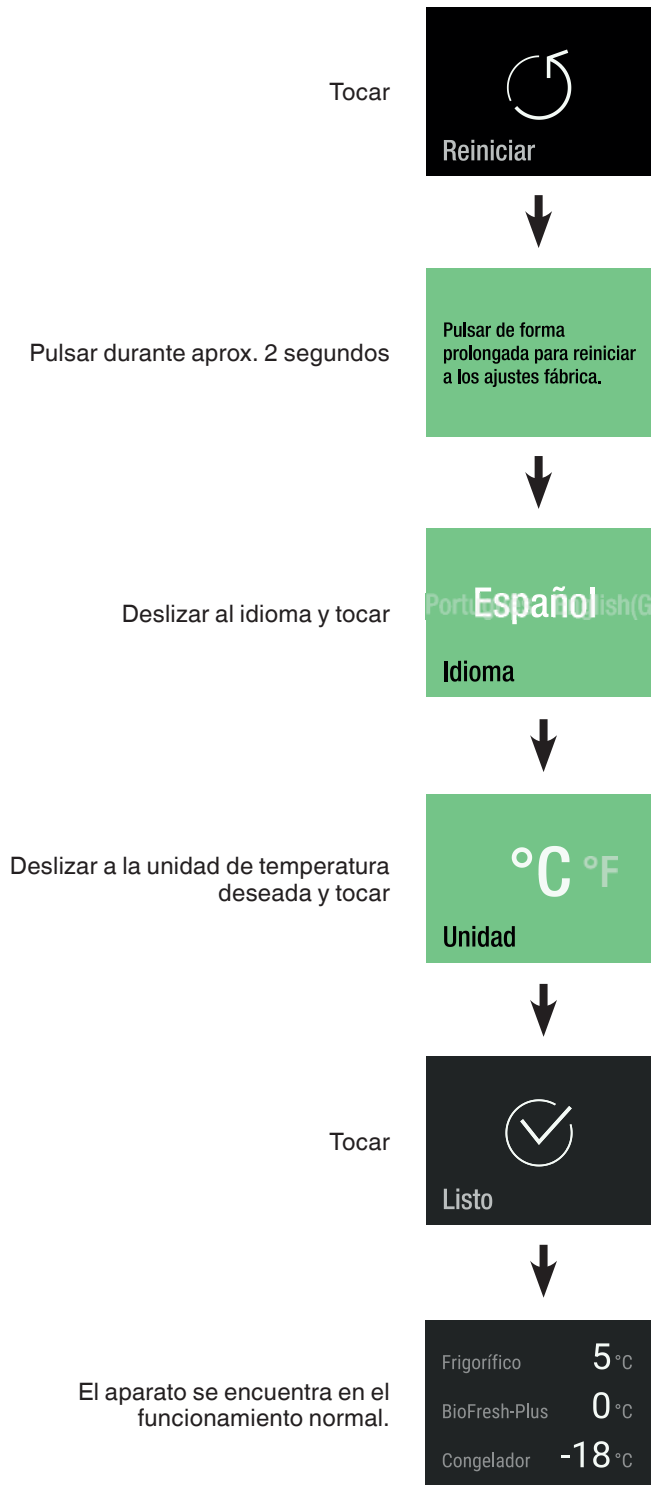 Tocar
Reiniciar
Pulsar durante aprox. 2 segundos
Pulsar de forma
prolongada para reiniciar
a los ajustes fábrica.
Deslizar al idioma y tocar
Español
Idioma
Deslizar a la unidad de temperatura
deseada y tocar
°C °F
Unidad
Tocar
Listo
El aparato se encuentra en el
funcionamiento normal.
Frigorífico 5 °C
BioFresh-Plus 0 °C
Congelador -18 °C